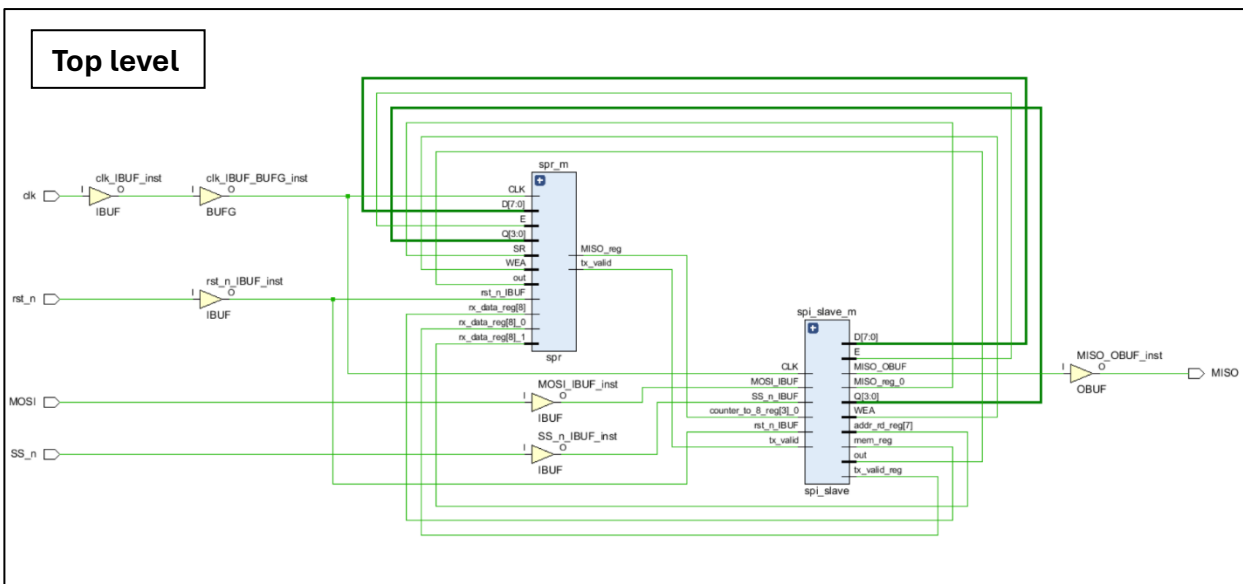 Top level
spr_m
clk
clk_IBUF_inst
I
O
IBUF
clk_IBUF_BUFG_inst
I
O
BUFG
CLK
D[7:0]
E
Q[3:0]
SR
WEA
out
rst_n_IBUF
rx_data_reg[8]
rx_data_reg[8]_0
rx_data_reg[8]_1
MISO_reg
tx_valid
spr
rst_n
rst_n_IBUF_inst
I
O
IBUF
spi_slave_m
CLK
MOSI_IBUF
SS_n_IBUF
counter_to_8_reg[3]_0
rst_n_IBUF
tx_valid
D[7:0]
E
MISO_OBUF
MISO_reg_0
Q[3:0]
WEA
addr_rd_reg[7]
mem_reg
out
tx_valid_reg
spi_slave
MISO_OBUF_inst
I
O
OBUF
MISO
MOSI
MOSI_IBUF_inst
I
O
IBUF
SS_n
SS_n_IBUF_inst
I
O
IBUF